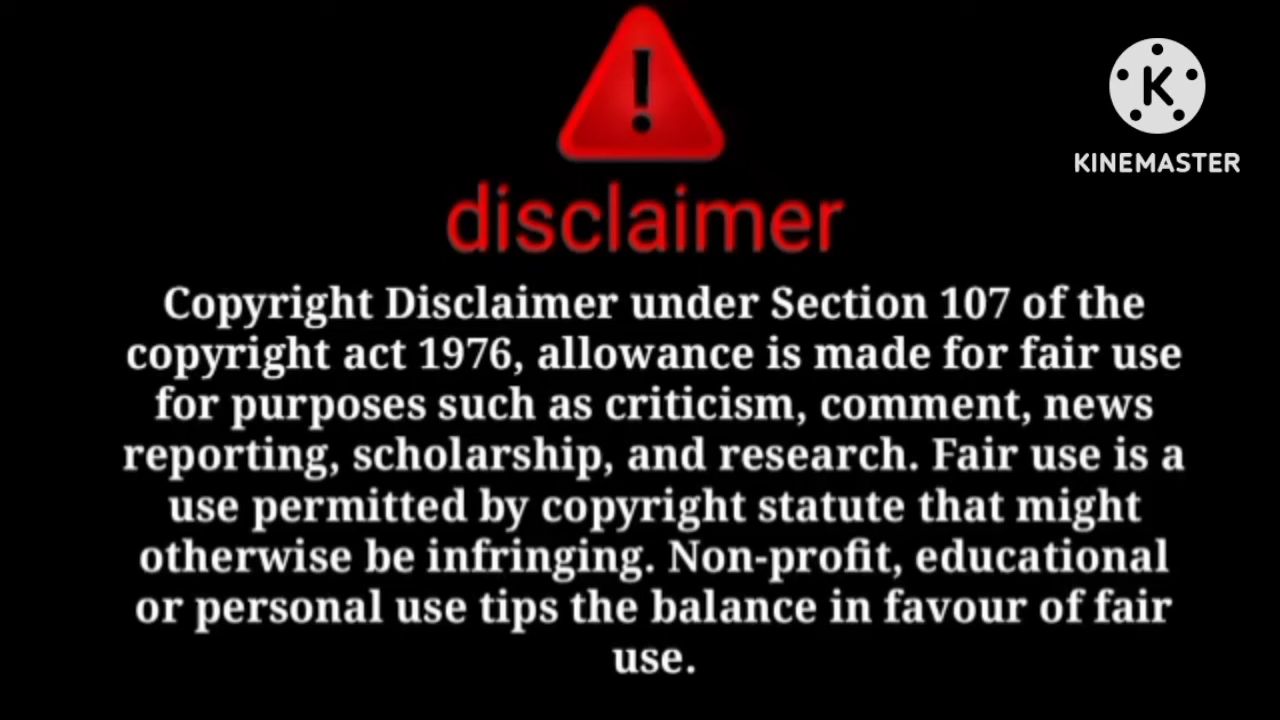 !
K
KINEMASTER
disclaimer
Copyright Disclaimer under Section 107 of the
copyright act 1976, allowance is made for fair use
for purposes such as criticism, comment, news
reporting, scholarship, and research. Fair use is a
use permitted by copyright statute that might
otherwise be infringing. Non-profit, educational
or personal use tips the balance in favour of fair
use.